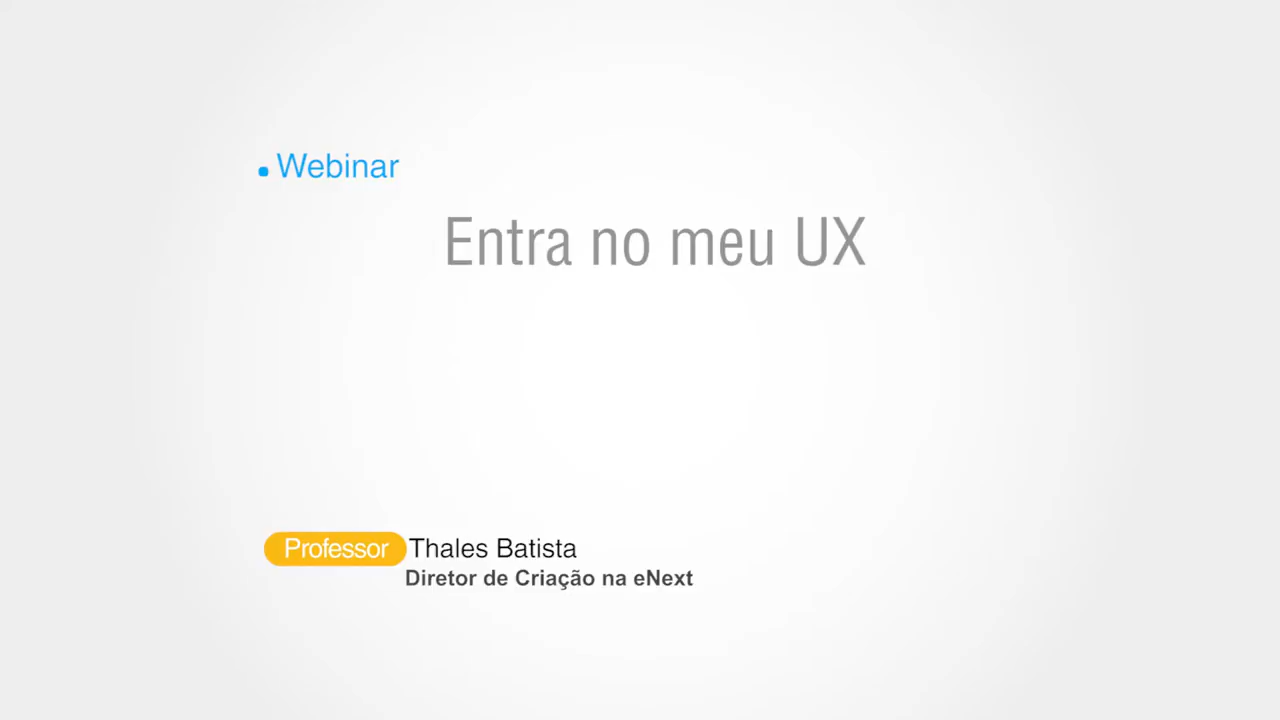 Webinar
Entra no meu UX
Professor Thales Batista
Diretor de Criação na eNext